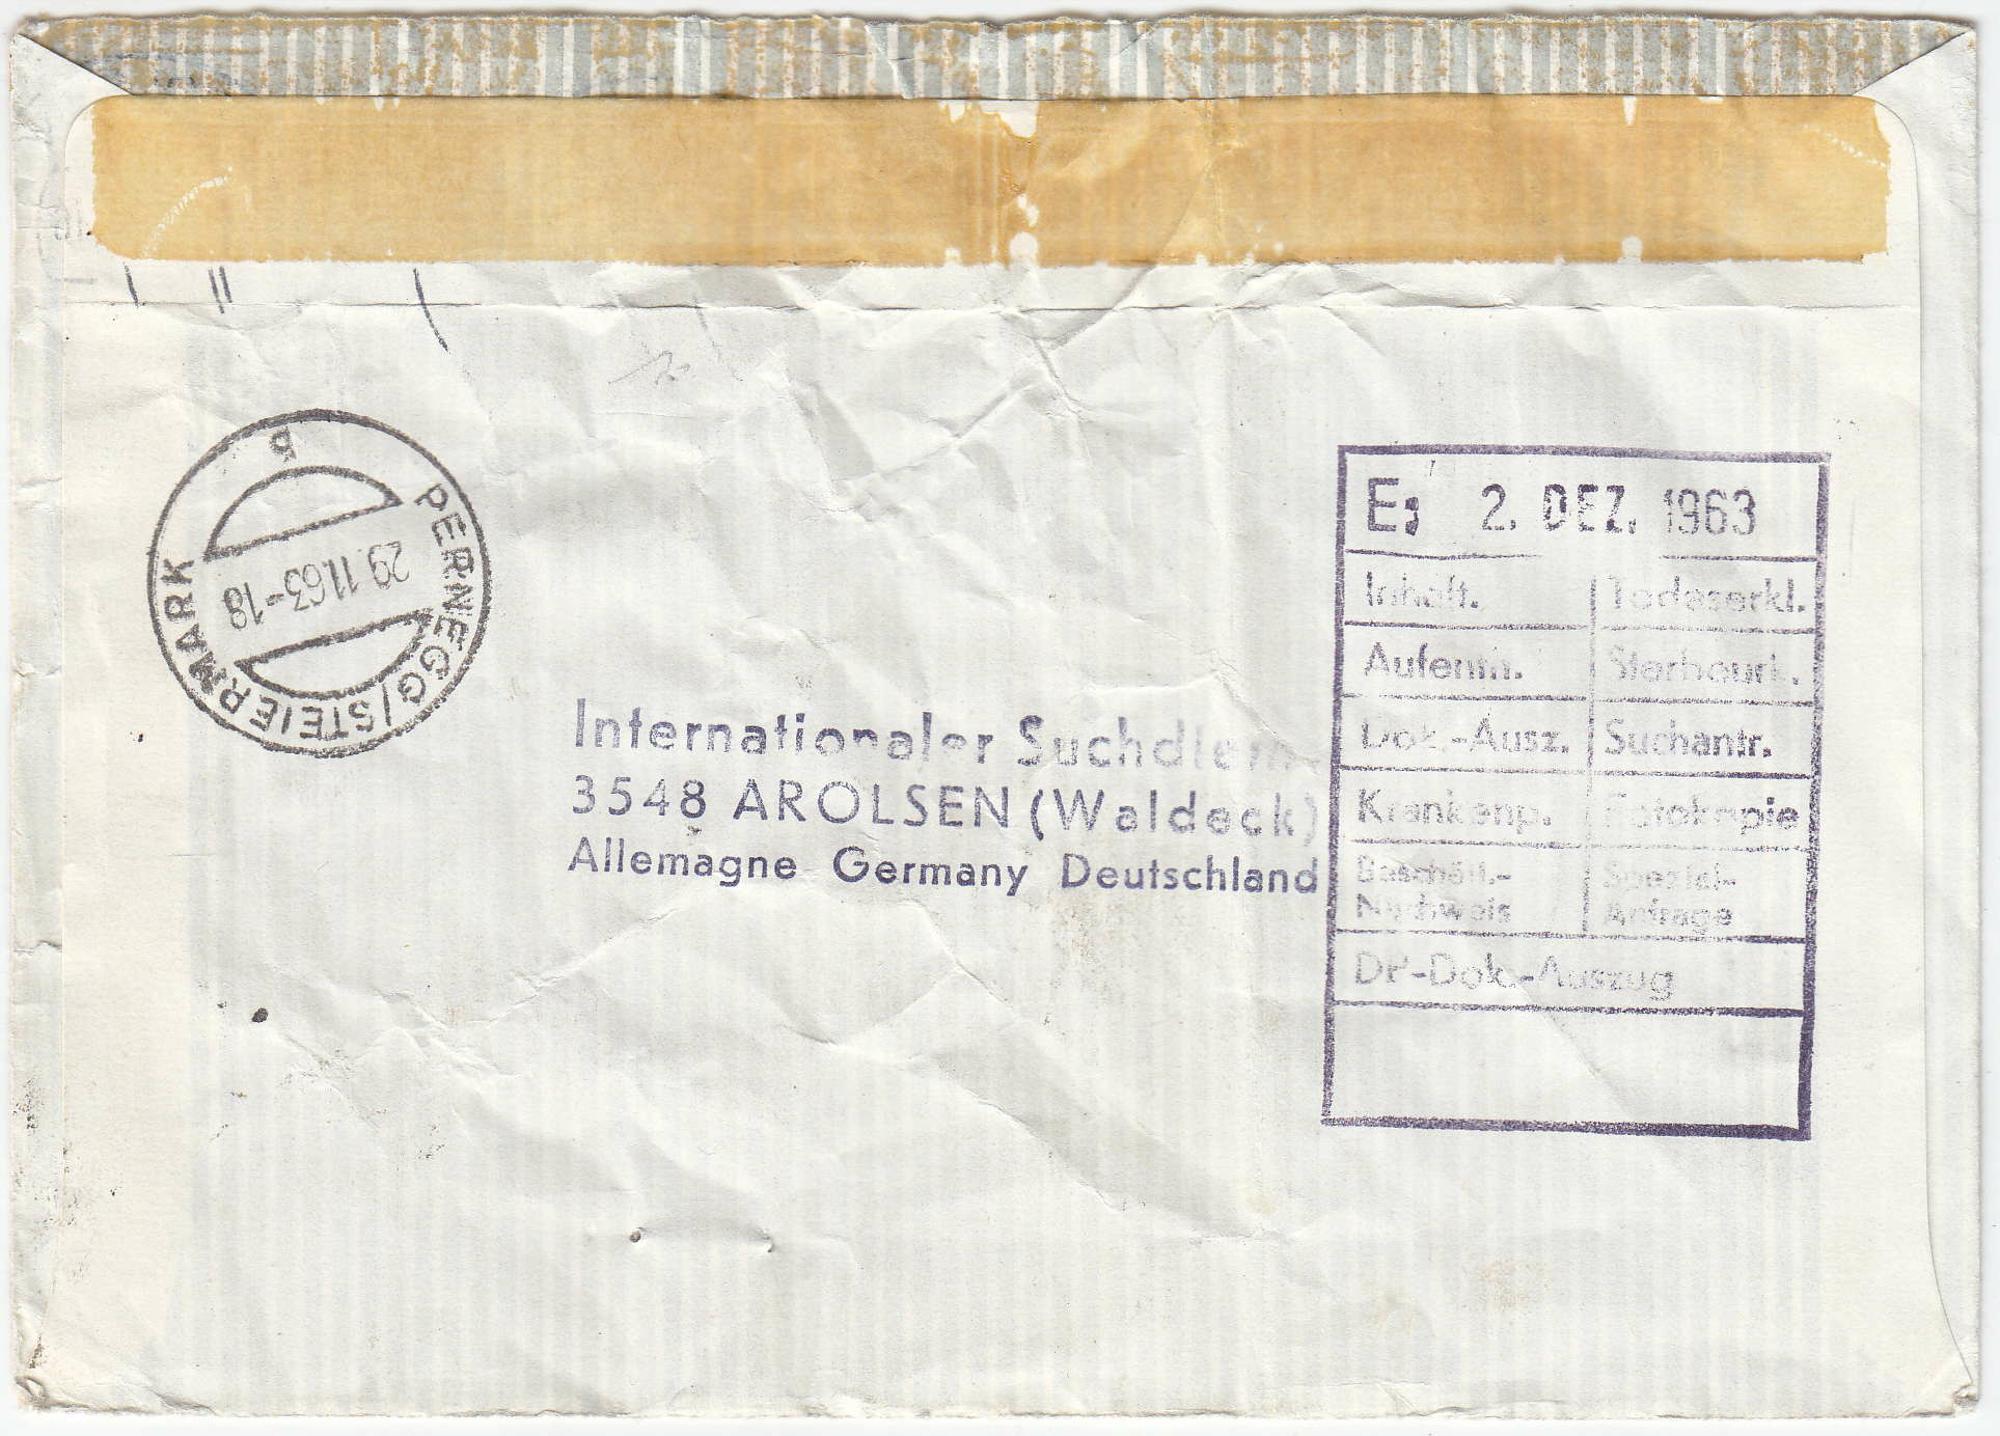 PERNEGG/STEIERMARK
29.11.63-18
Internationaler Suchdienst
3548 AROLSEN (Waldeck)
Allemagne Germany Deutschland
E: 2. DEZ. 1963
Inhaft. Todeserkl.
Aufenth. Sterbeurk.
Dok.-Ausz. Suchantr.
Krankenp. Fotokopie
Beschäft.- Spezial-
Nachweis Anfrage
DP-Dok.-Auszug